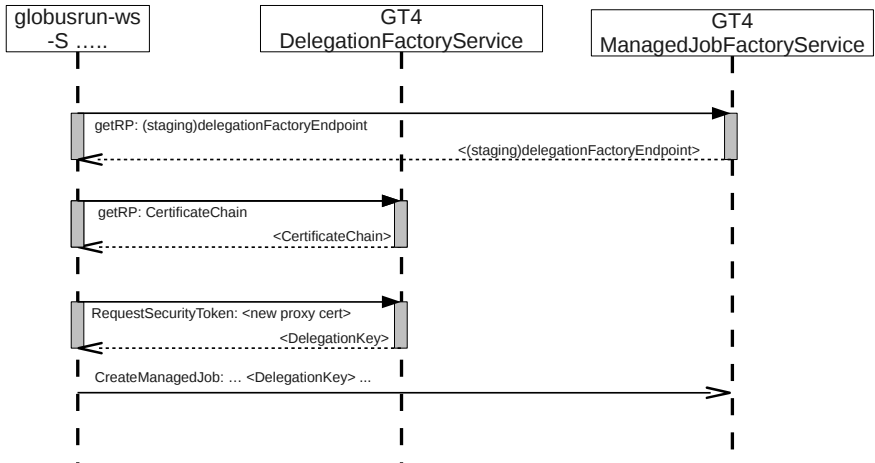 globusrun-ws
-S …..
GT4
DelegationFactoryService
GT4
ManagedJobFactoryService
getRP: (staging)delegationFactoryEndpoint
<(staging)delegationFactoryEndpoint>
getRP: CertificateChain
<CertificateChain>
RequestSecurityToken: <new proxy cert>
<DelegationKey>
CreateManagedJob: … <DelegationKey> ...